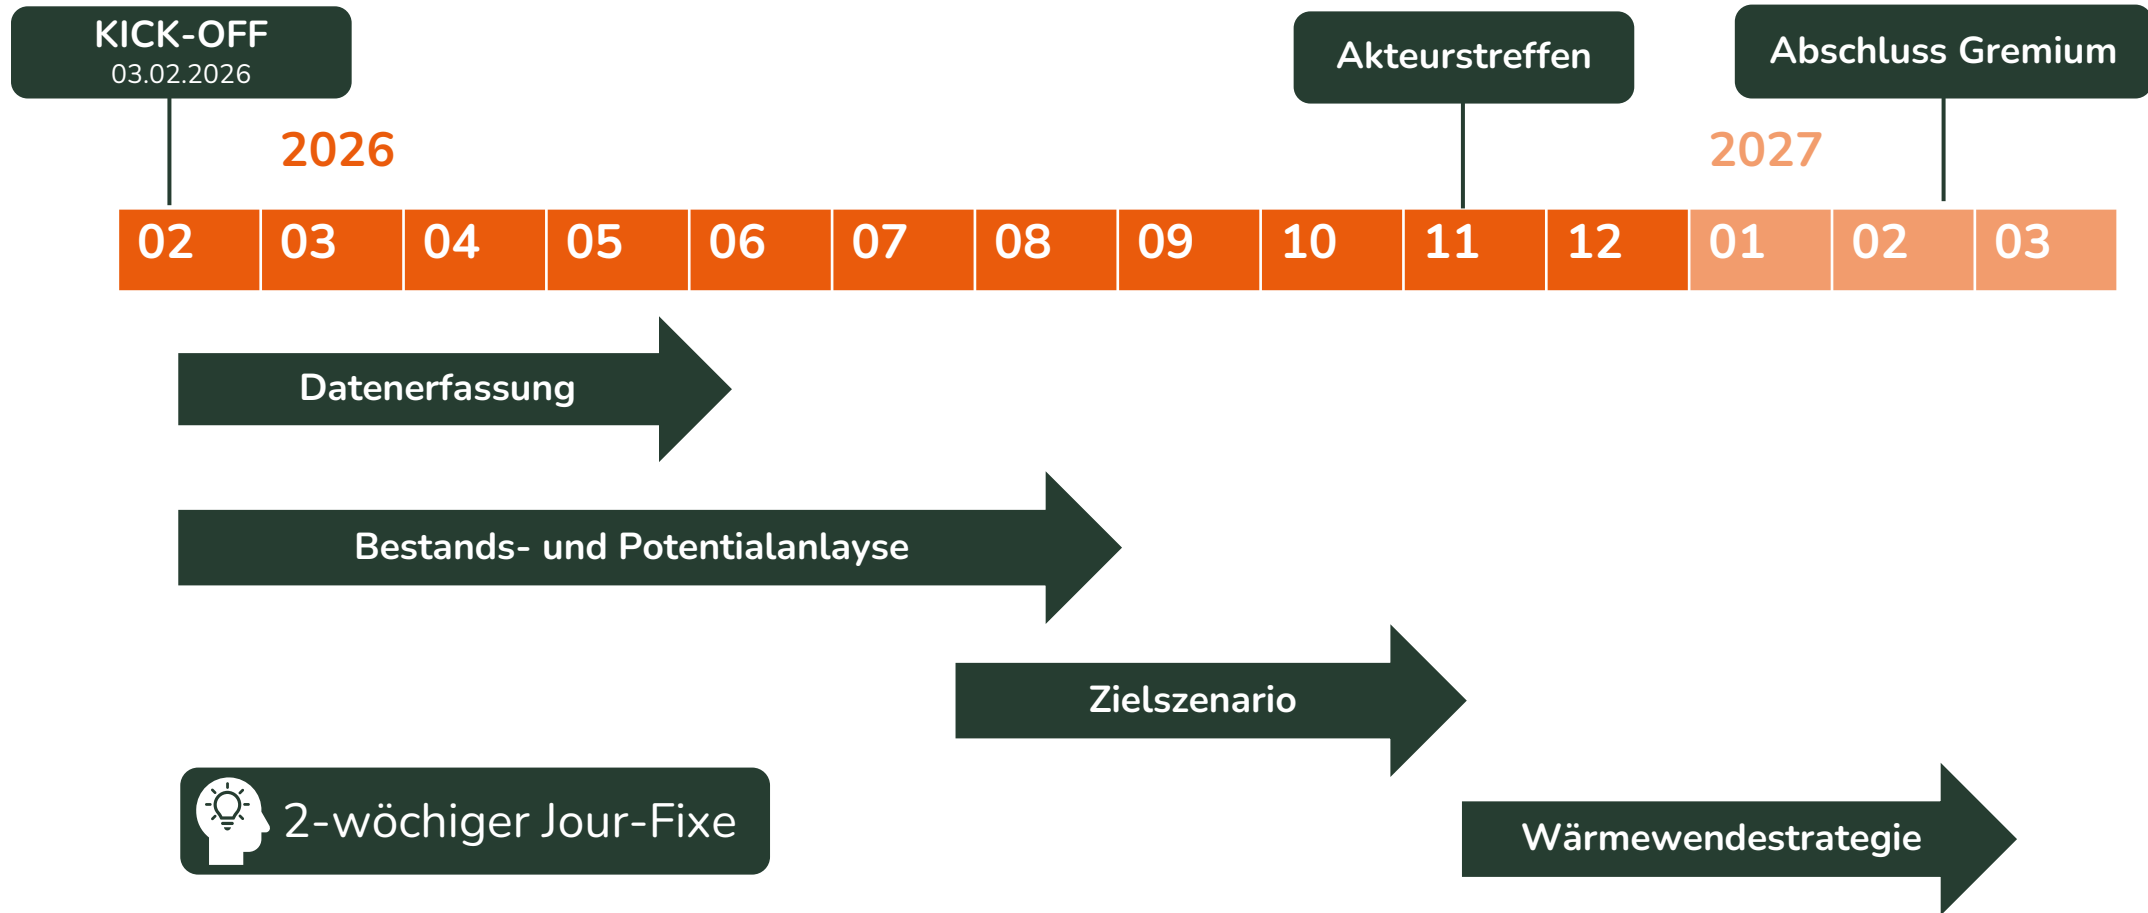 KICK-OFF
03.02.2026
Akteurstreffen
Abschluss Gremium
2026
2027
02 03 04 05 06 07 08 09 10 11 12 01 02 03
Datenerfassung
Bestands- und Potentialanlayse
Zielszenario
2-wöchiger Jour-Fixe
Wärmewendestrategie